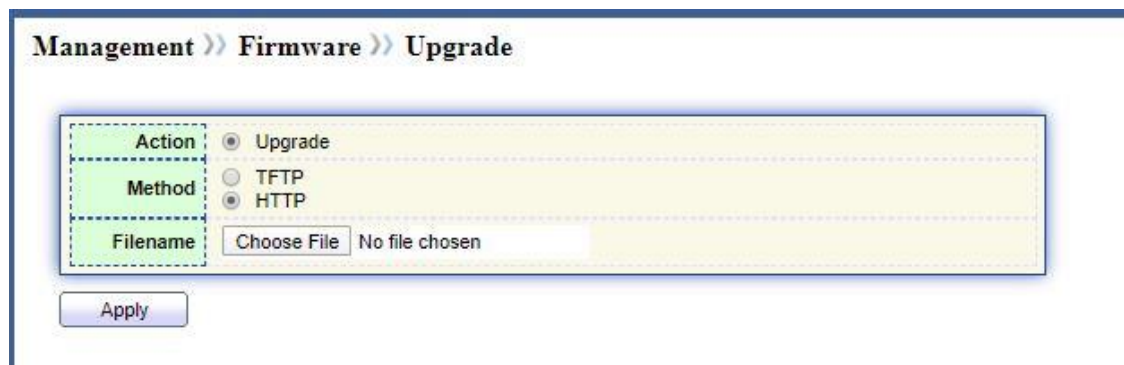 Management » Firmware » Upgrade
Action Upgrade
Method TFTP
HTTP
Filename Choose File No file chosen
Apply